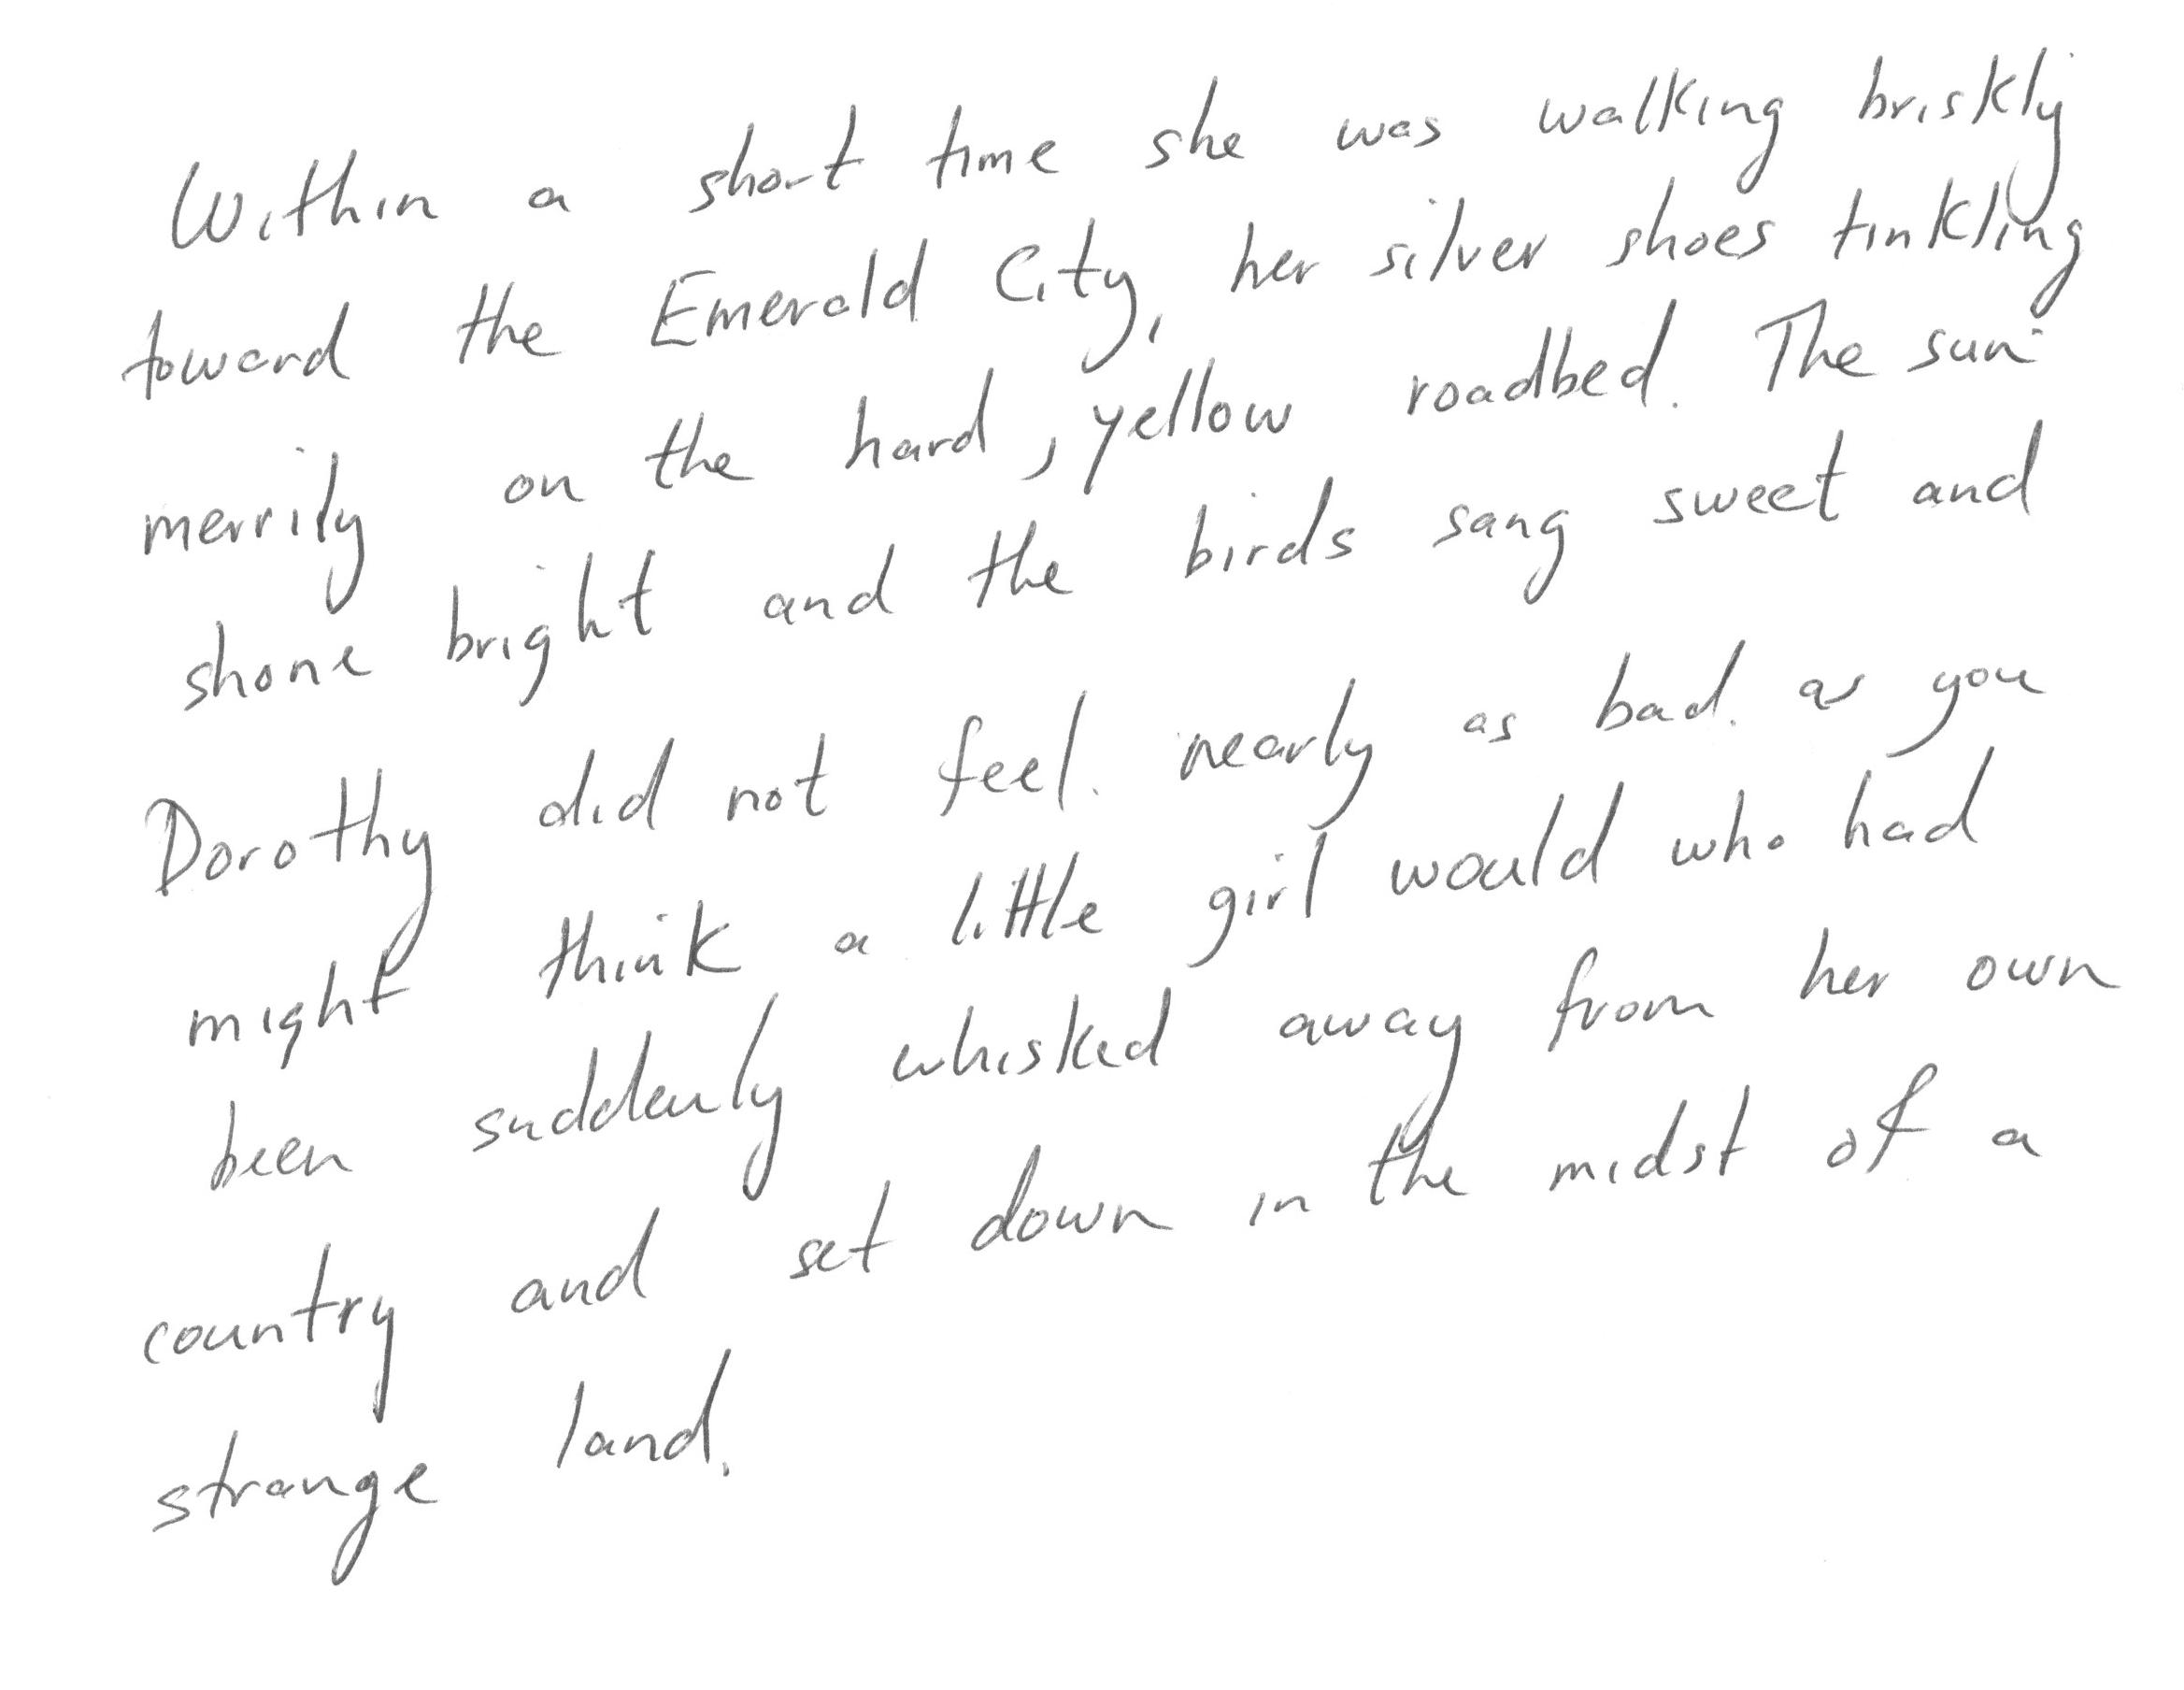 Within a short time she was walking briskly
toward the Emerald City, her silver shoes tinkling
merrily on the hard, yellow roadbed. The sun
shone bright and the birds sang sweet and
Dorothy did not feel nearly as bad as you
might think a little girl would who had
been suddenly whisked away from her own
country and set down in the midst of a
strange land.